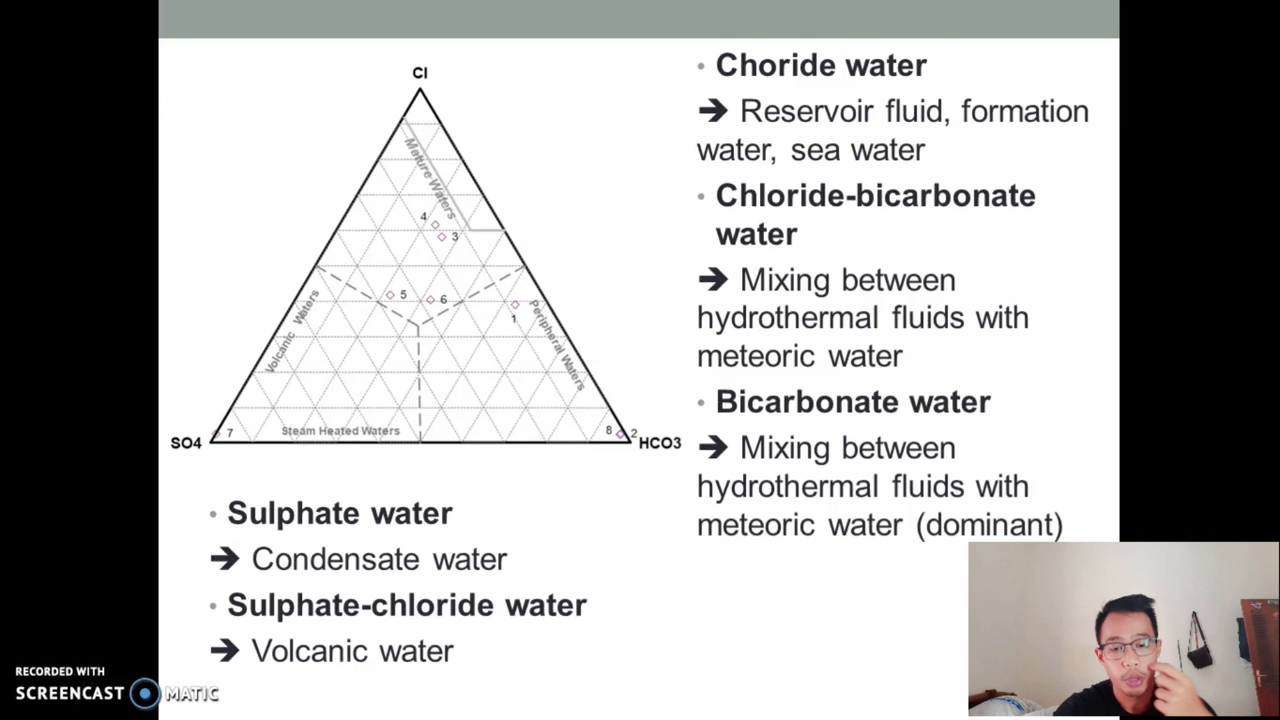 Cl
Mature Waters
4
3
5
6
1
Volcanic Waters
Peripheral Waters
Steam Heated Waters
7
8
2
SO4
HCO3
• Sulphate water
➔ Condensate water
• Sulphate-chloride water
➔ Volcanic water
• Choride water
➔ Reservoir fluid, formation
water, sea water
• Chloride-bicarbonate
water
➔ Mixing between
hydrothermal fluids with
meteoric water
• Bicarbonate water
➔ Mixing between
hydrothermal fluids with
meteoric water (dominant)
RECORDED WITH
SCREENCAST MATIC